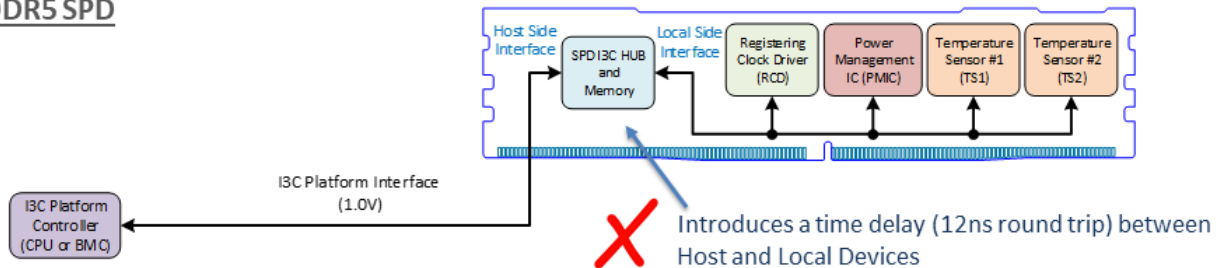 DDR5 SPD
Host Side
Interface
SPD I3C HUB
and
Memory
Local Side
Interface
Registering
Clock Driver
(RCD)
Power
Management
IC (PMIC)
Temperature
Sensor #1
(TS1)
Temperature
Sensor #2
(TS2)
I3C Platform Interface
(1.0V)
I3C Platform
Controller
(CPU or BMC)
Introduces a time delay (12ns round trip) between
Host and Local Devices